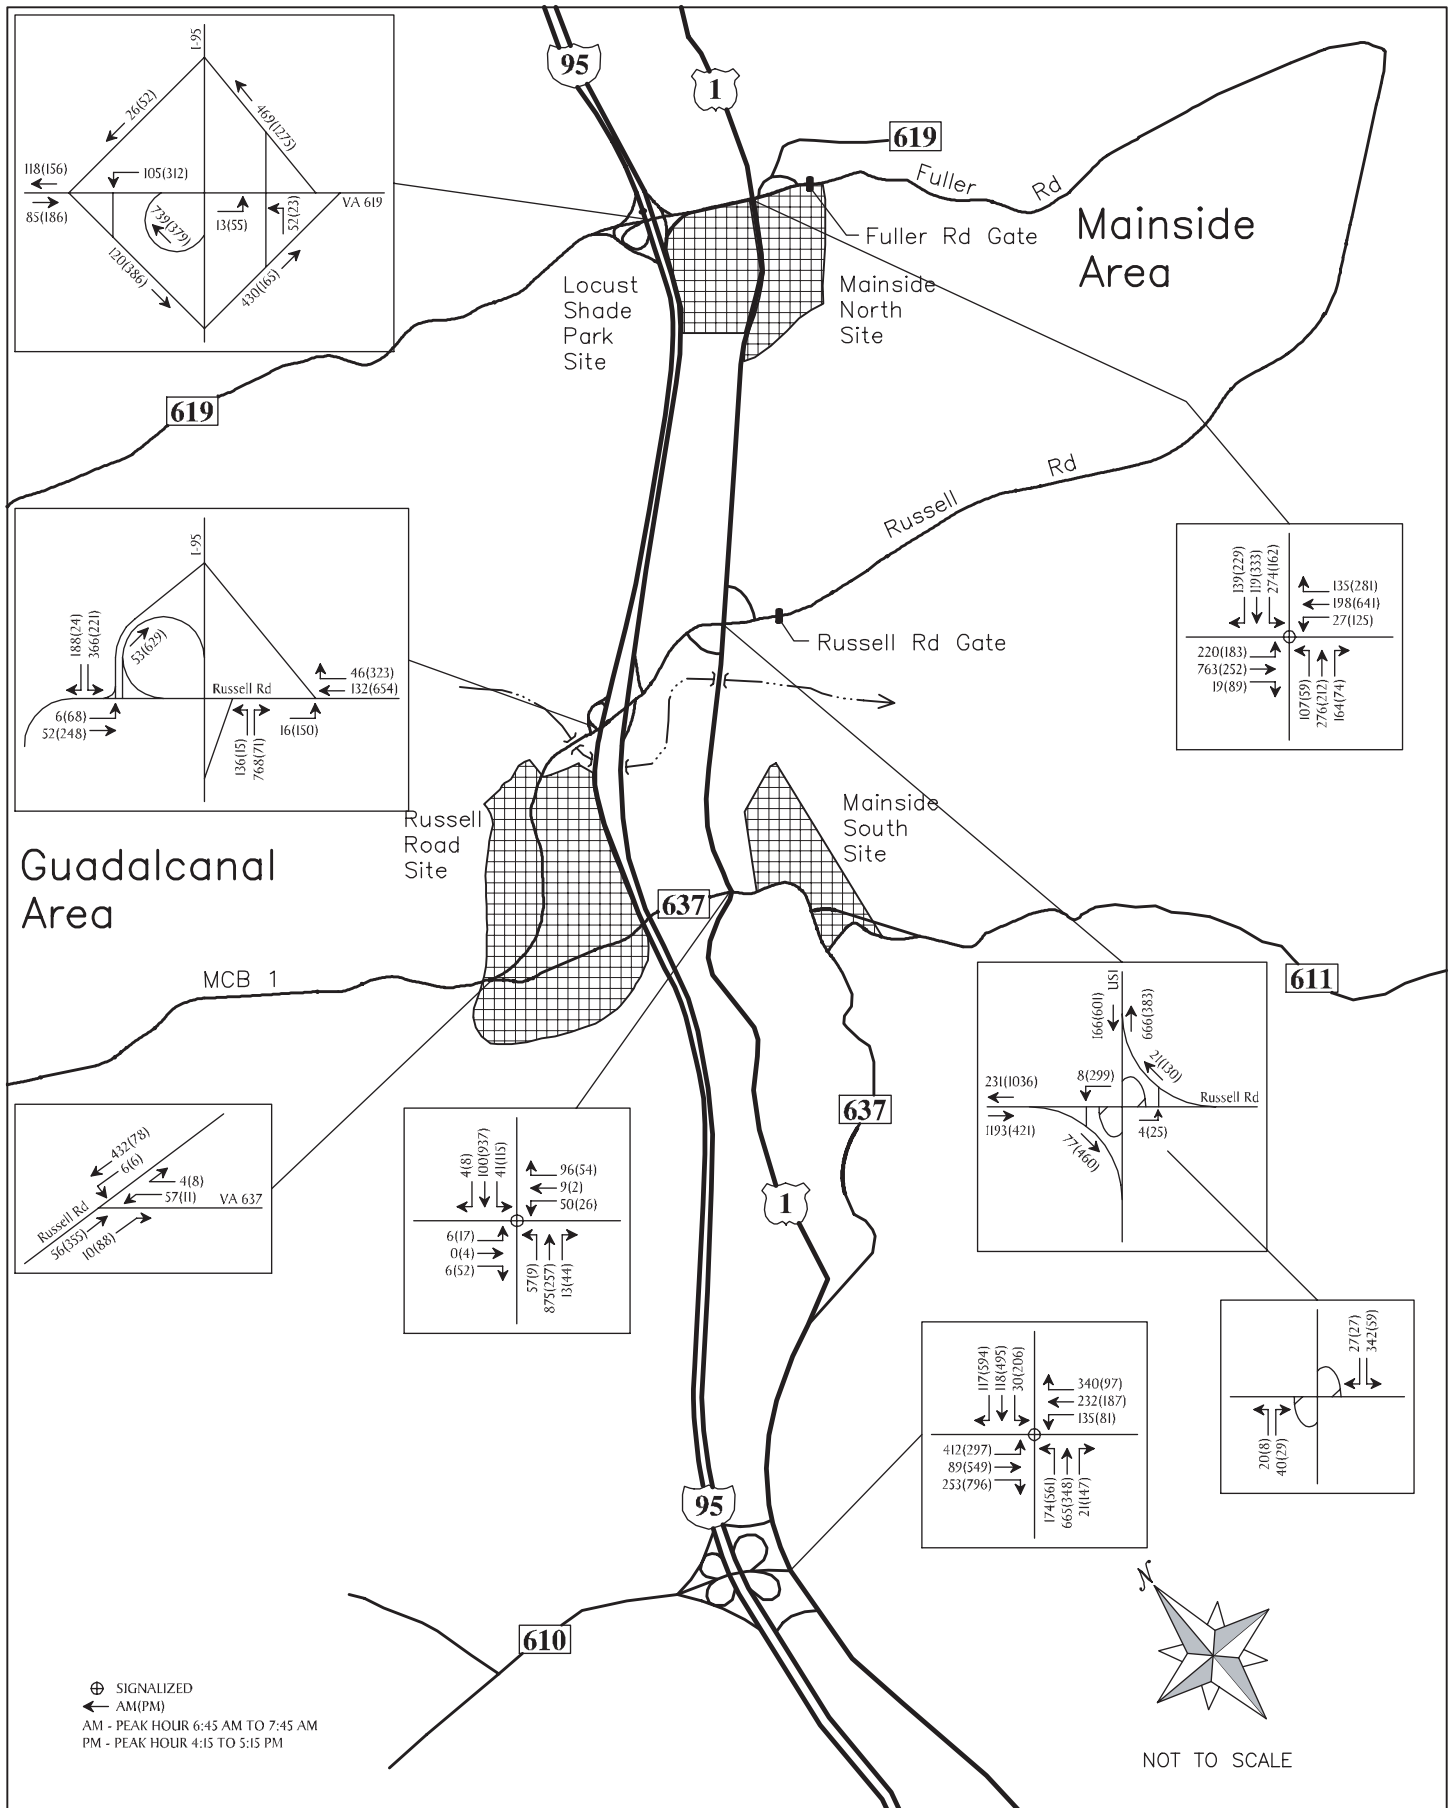 95
1
619
Fuller
Rd
Fuller Rd Gate
Mainside
Area
Locust
Shade
Park
Site
Mainside
North
Site
619
I-95
26(52)
469(1275)
118(156)
85(186)
105(312)
739(379)
13(55)
52(23)
VA 619
120(386)
430(165)
Russell
Rd
Russell Rd Gate
I-95
188(24)
366(221)
53(629)
Russell Rd
46(323)
132(654)
6(68)
52(248)
136(15)
768(71)
16(150)
139(229)
119(333)
274(162)
135(281)
198(641)
27(125)
220(183)
763(252)
19(89)
107(59)
276(212)
164(74)
Guadalcanal
Area
Russell
Road
Site
Mainside
South
Site
637
MCB 1
611
US1
166(601)
666(383)
21(130)
231(1036)
1193(421)
8(299)
Russell Rd
4(25)
77(460)
637
432(78)
6(6)
4(8)
57(11)
VA 637
Russell Rd
56(355)
10(88)
4(8)
100(937)
41(115)
96(54)
9(2)
50(26)
6(17)
0(4)
6(52)
57(9)
875(257)
13(44)
1
27(27)
342(59)
20(8)
40(29)
117(594)
118(495)
30(206)
340(97)
232(187)
135(81)
412(297)
89(549)
253(796)
174(561)
665(348)
21(147)
95
610
N
SIGNALIZED
AM(PM)
AM - PEAK HOUR 6:45 AM TO 7:45 AM
PM - PEAK HOUR 4:15 TO 5:15 PM
NOT TO SCALE